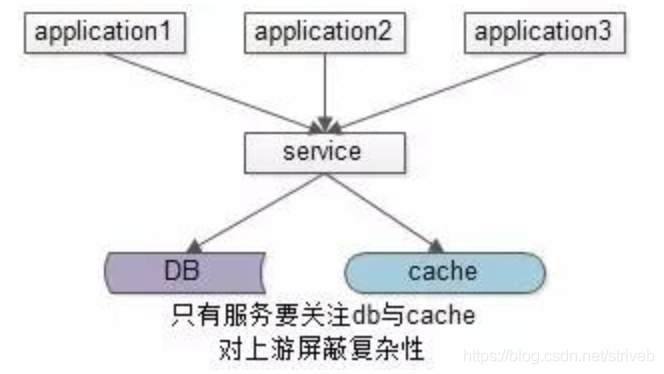 application1 application2 application3
service
DB cache
只有服务要关注db与cache
对上游屏蔽复杂性
https://blog.csdn.net/striveb